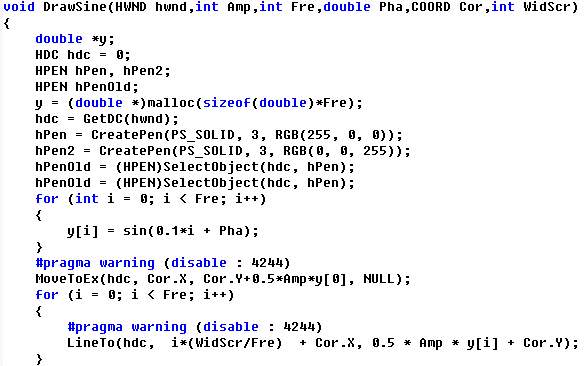 void DrawSine(HWND hwnd,int Amp,int Fre,double Pha,COORD Cor,int WidScr)
{
    double *y;
    HDC hdc = 0;
    HPEN hPen, hPen2;
    HPEN hPenOld;
    y = (double *)malloc(sizeof(double)*Fre);
    hdc = GetDC(hwnd);
    hPen = CreatePen(PS_SOLID, 3, RGB(255, 0, 0));
    hPen2 = CreatePen(PS_SOLID, 3, RGB(0, 0, 255));
    hPenOld = (HPEN)SelectObject(hdc, hPen);
    hPenOld = (HPEN)SelectObject(hdc, hPen);
    for (int i = 0; i < Fre; i++)
    {
        y[i] = sin(0.1*i + Pha);
    }
    #pragma warning (disable : 4244)
    MoveToEx(hdc, Cor.X, Cor.Y+0.5*Amp*y[0], NULL);
    for (i = 0; i < Fre; i++)
    {
        #pragma warning (disable : 4244)
        LineTo(hdc,  i*(WidScr/Fre)  + Cor.X, 0.5 * Amp * y[i] + Cor.Y);
    }